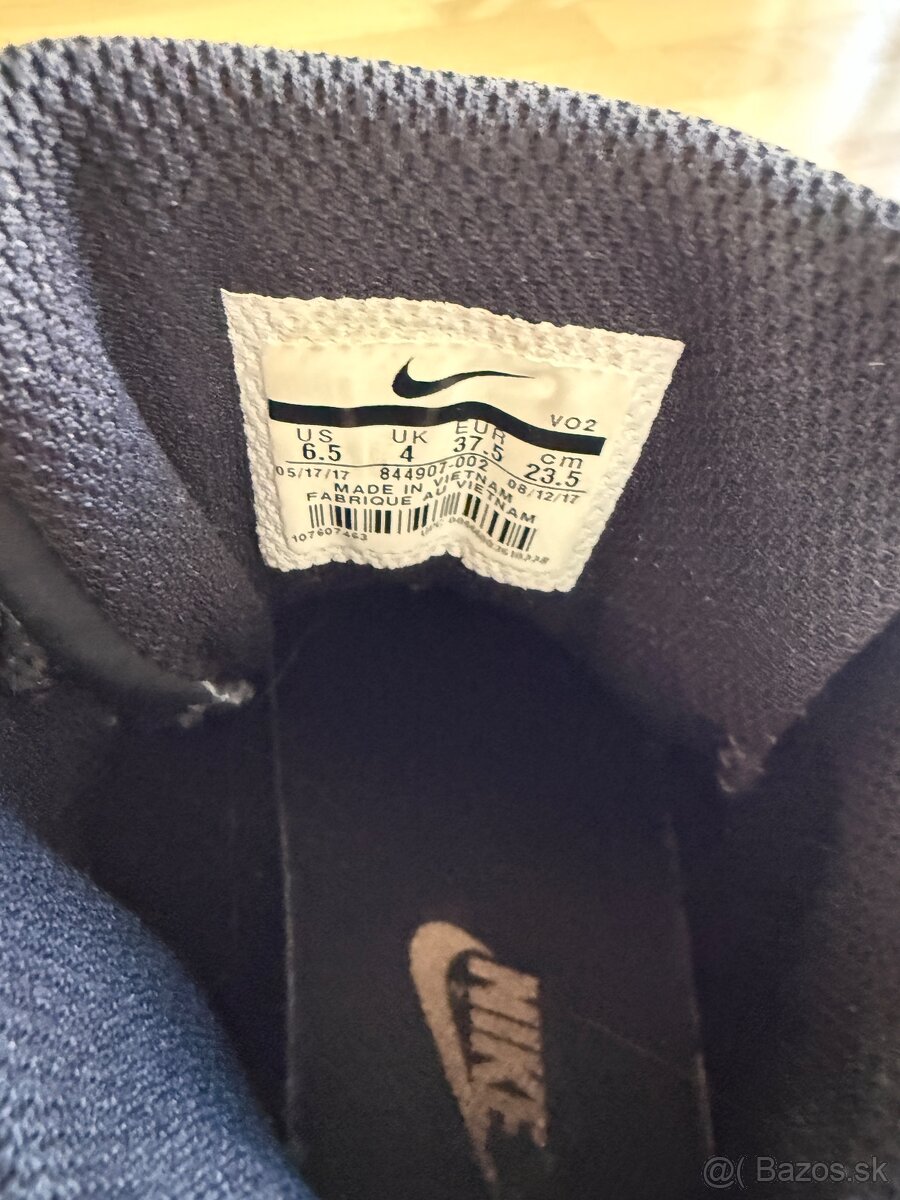 VO2
US UK EUR cm
6.5 4 37.5 23.5
05/17/17 844907-002 08/12/17
MADE IN VIETNAM
FABRIQUE AU VIETNAM
107607463
NIKE
@( Bazos.sk